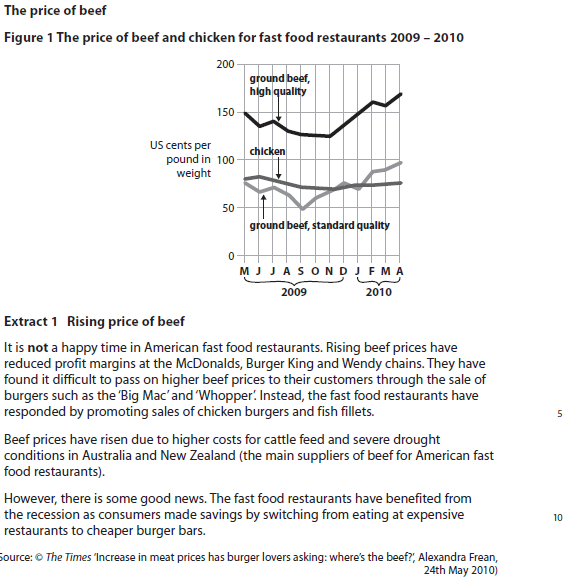 The price of beef
Figure 1 The price of beef and chicken for fast food restaurants 2009 – 2010
200
ground beef,
high quality
150
US cents per
pound in
weight
chicken
100
50
ground beef, standard quality
0
M J J A S O N D J F M A
2009 2010
Extract 1 Rising price of beef
It is not a happy time in American fast food restaurants. Rising beef prices have
reduced profit margins at the McDonalds, Burger King and Wendy chains. They have
found it difficult to pass on higher beef prices to their customers through the sale of
burgers such as the ‘Big Mac’ and ‘Whopper’. Instead, the fast food restaurants have
responded by promoting sales of chicken burgers and fish fillets. 5
Beef prices have risen due to higher costs for cattle feed and severe drought
conditions in Australia and New Zealand (the main suppliers of beef for American fast
food restaurants).
However, there is some good news. The fast food restaurants have benefited from
the recession as consumers made savings by switching from eating at expensive 10
restaurants to cheaper burger bars.
Source: © The Times ‘Increase in meat prices has burger lovers asking: where’s the beef?’, Alexandra Frean,
24th May 2010)